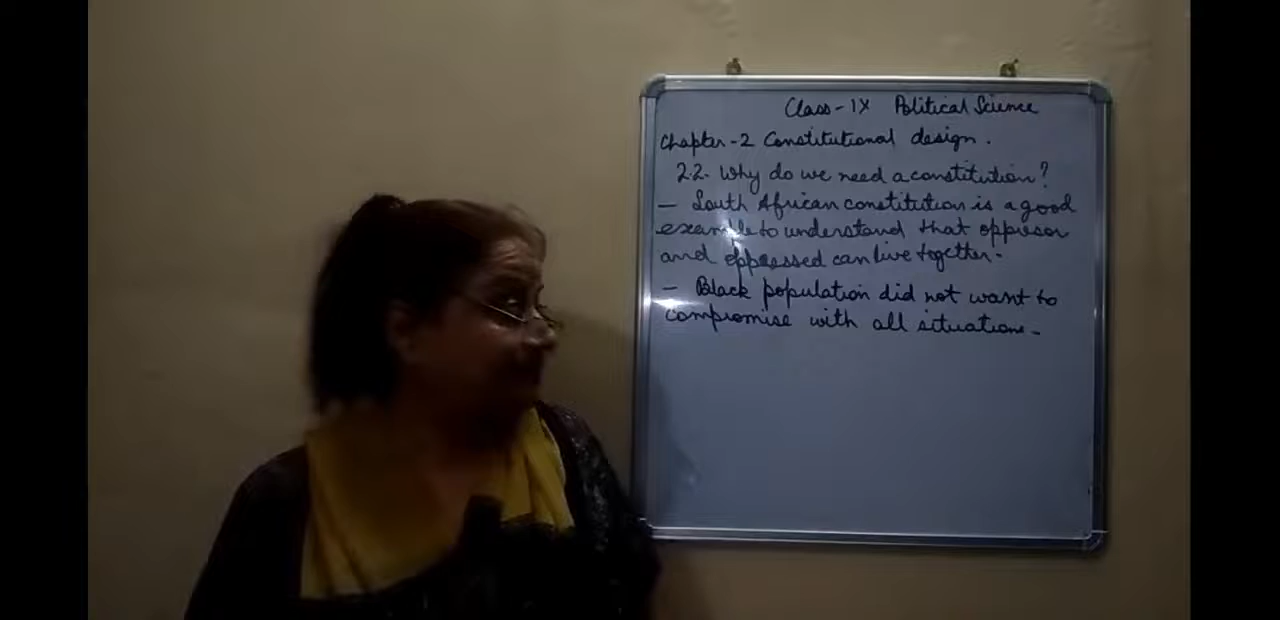 Class-IX Political Science
Chapter-2 Constitutional design.
2.2. Why do we need a constitution?
- South African constitution is a good
example to understand that oppresor
and oppressed can live together.
- Black population did not want to
compromise with all situations.